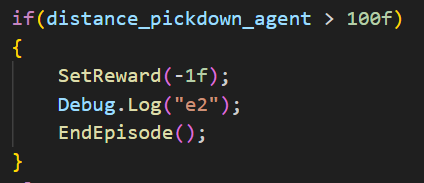 if(distance_pickdown_agent > 100f)
{
SetReward(-1f);
Debug.Log("e2");
EndEpisode();
}